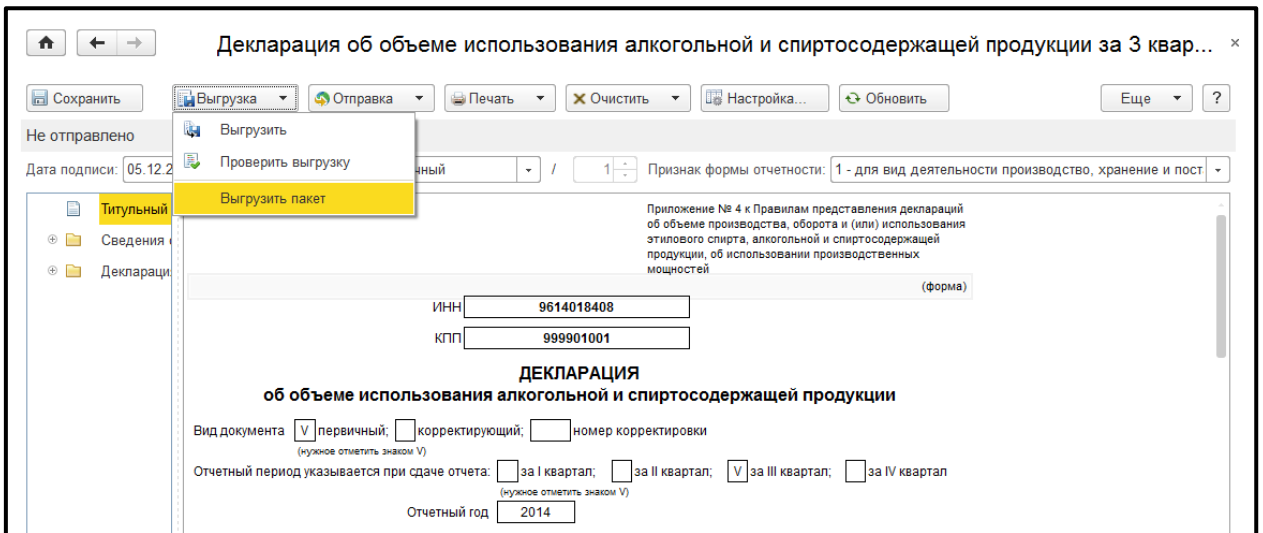 Декларация об объеме использования алкогольной и спиртосодержащей продукции за 3 квар... ×
Сохранить Выгрузка Отправка Печать Очистить Настройка... Обновить Еще ?
Не отправлено
Выгрузить
Проверить выгрузку
Выгрузить пакет
Дата подписи: 05.12.2 чный / 1 Признак формы отчетности: 1 - для вид деятельности производство, хранение и пост
Титульный
Сведения
Деклараци
Приложение № 4 к Правилам представления деклараций
об объеме производства, оборота и (или) использования
этилового спирта, алкогольной и спиртосодержащей
продукции, об использовании производственных
мощностей
(форма)
ИНН 9614018408
КПП 999901001
ДЕКЛАРАЦИЯ
об объеме использования алкогольной и спиртосодержащей продукции
Вид документа V первичный; корректирующий; номер корректировки
(нужное отметить знаком V)
Отчетный период указывается при сдаче отчета: за I квартал; за II квартал; V за III квартал; за IV квартал
(нужное отметить знаком V)
Отчетный год 2014